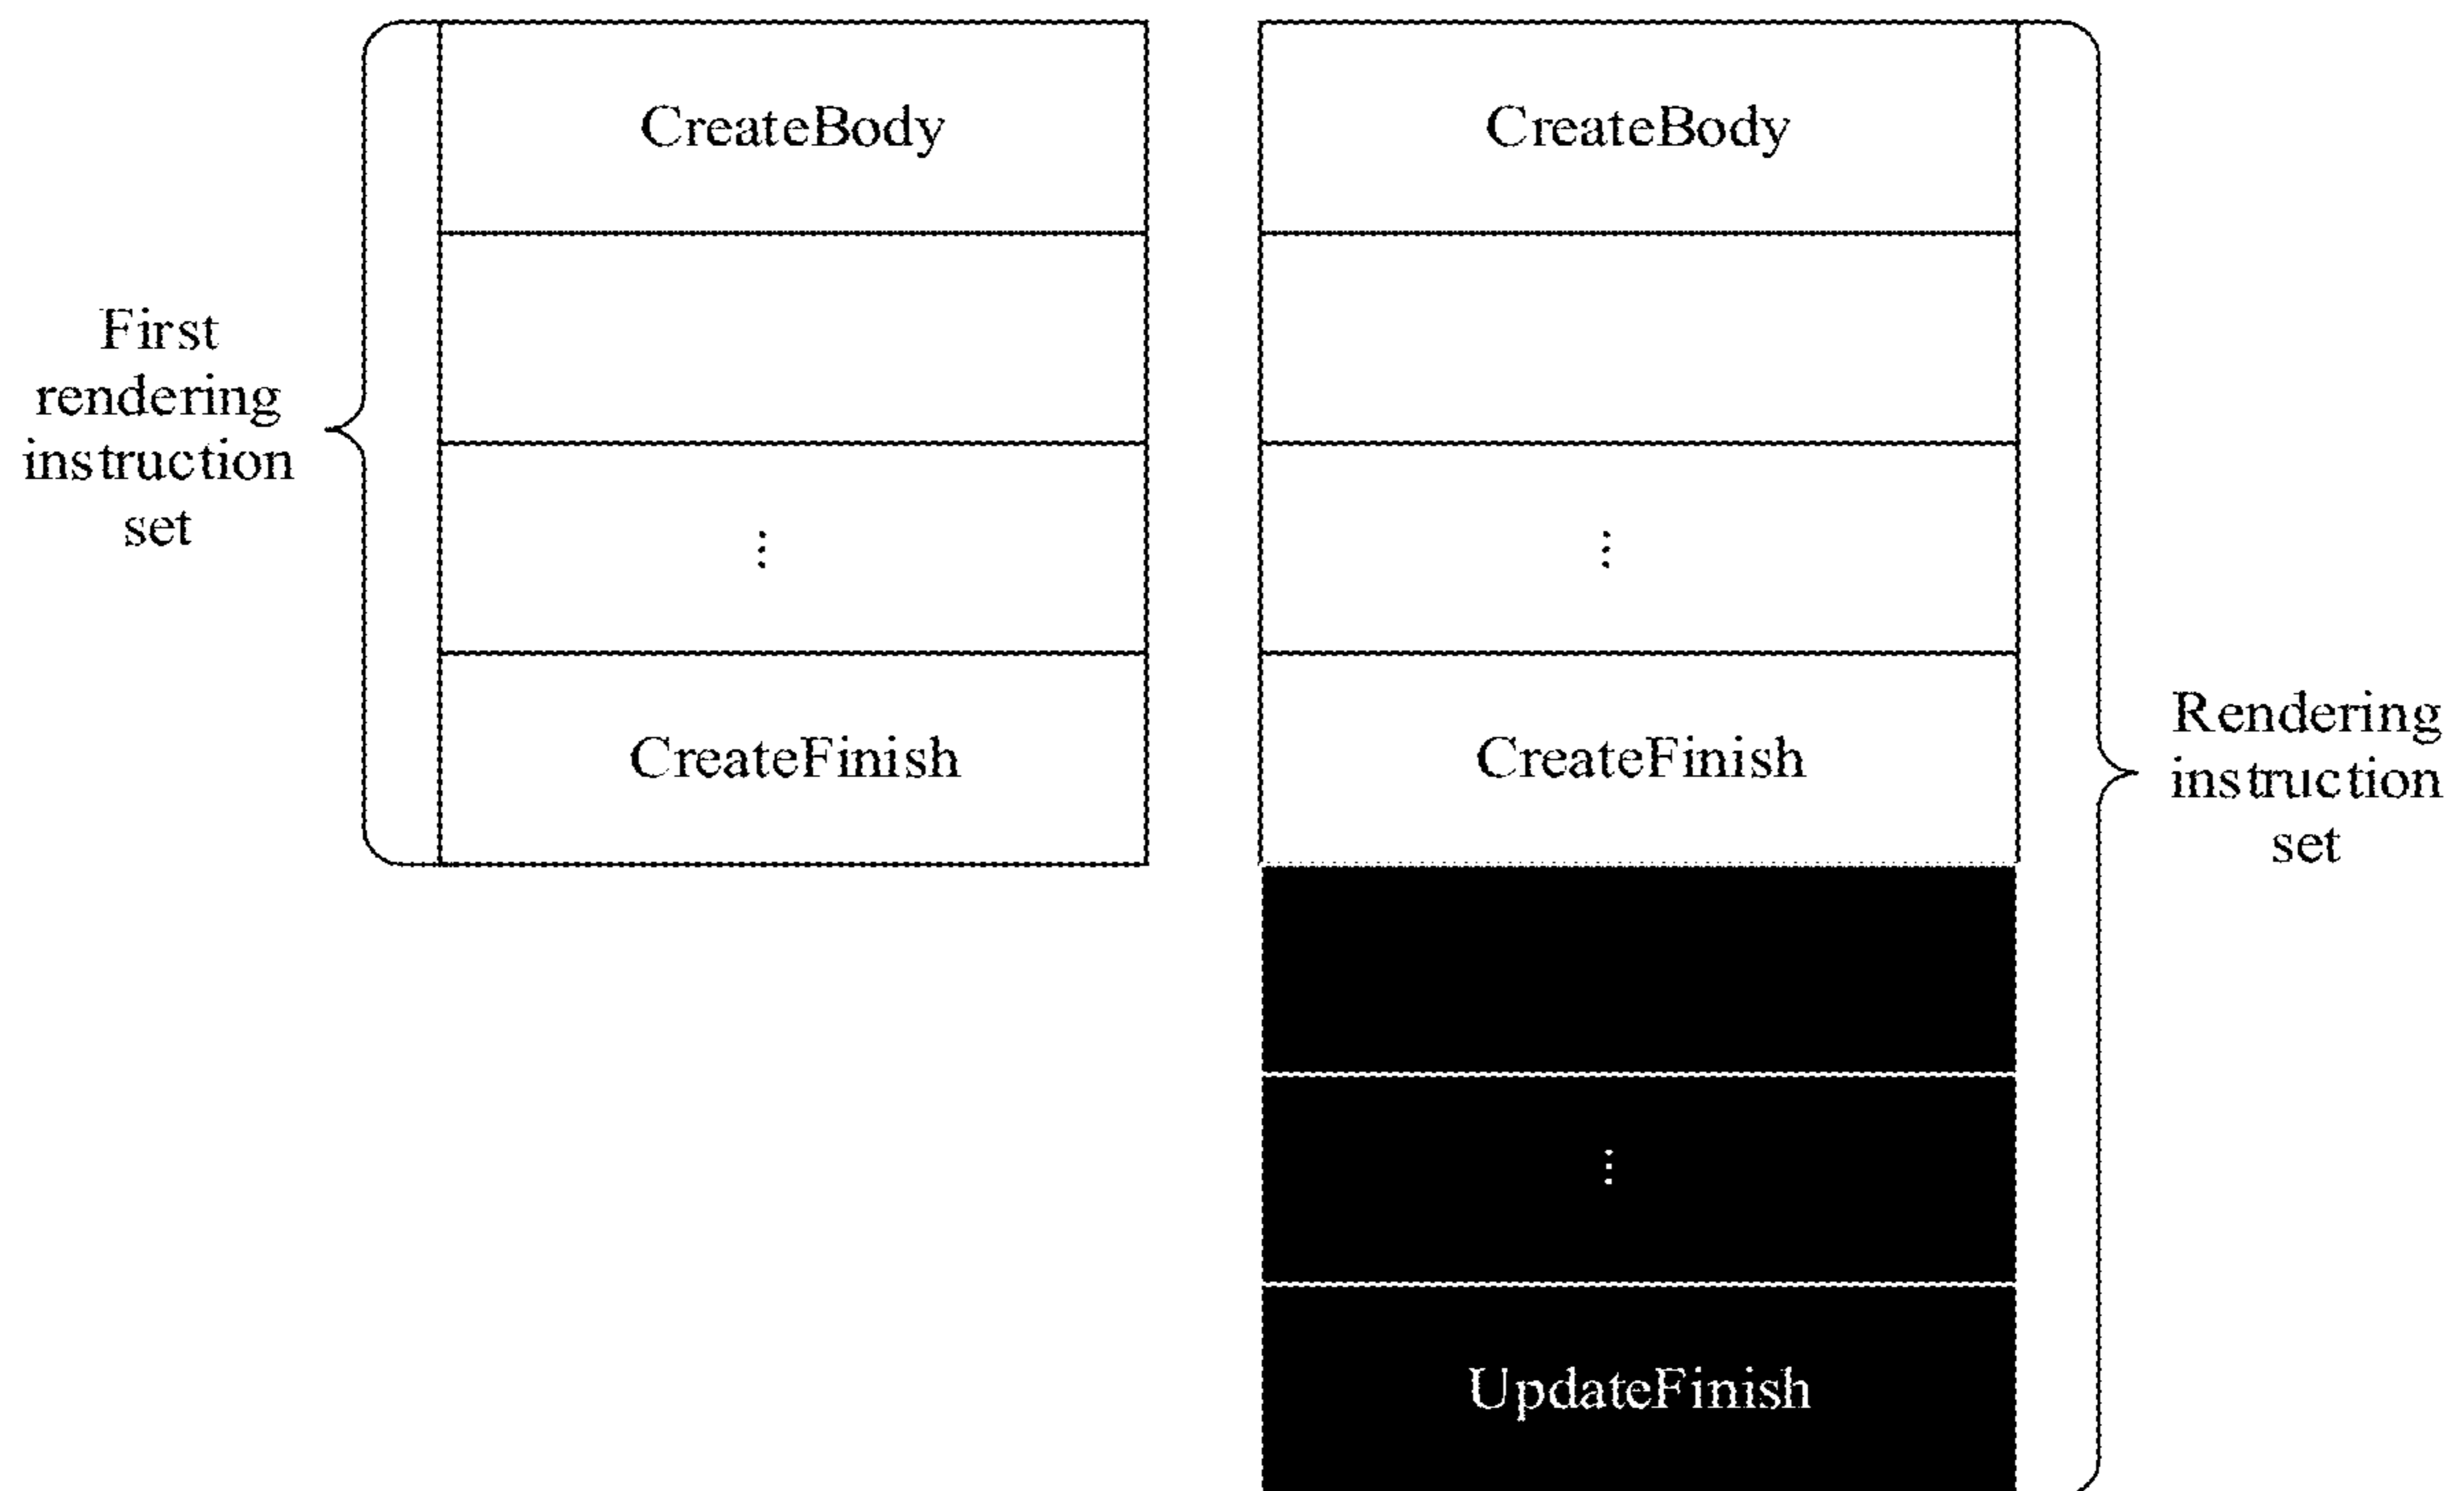 CreateBody
CreateBody
First
rendering
instruction
set
⋮
⋮
CreateFinish
CreateFinish
Rendering
instruction
set
⋮
UpdateFinish